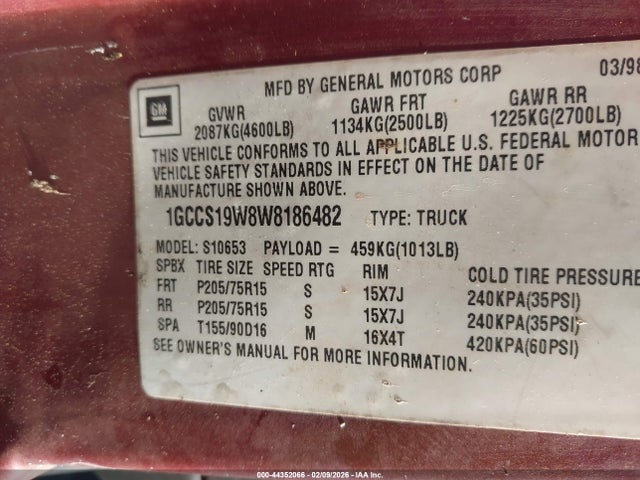 MFD BY GENERAL MOTORS CORP 03/98
GM
GVWR GAWR FRT GAWR RR
2087KG(4600LB) 1134KG(2500LB) 1225KG(2700LB)
THIS VEHICLE CONFORMS TO ALL APPLICABLE U.S. FEDERAL MOTOR
VEHICLE SAFETY STANDARDS IN EFFECT ON THE DATE OF
MANUFACTURE SHOWN ABOVE.
1GCCS19W8W8186482 TYPE: TRUCK
MODEL: S10653 PAYLOAD = 459KG(1013LB)
SPBX TIRE SIZE SPEED RTG RIM COLD TIRE PRESSURE
FRT P205/75R15 S 15X7J 240KPA(35PSI)
RR P205/75R15 S 15X7J 240KPA(35PSI)
SPA T155/90D16 M 16X4T 420KPA(60PSI)
SEE OWNER'S MANUAL FOR MORE INFORMATION.
000-44352066 - 02/09/2026 - IAA Inc.